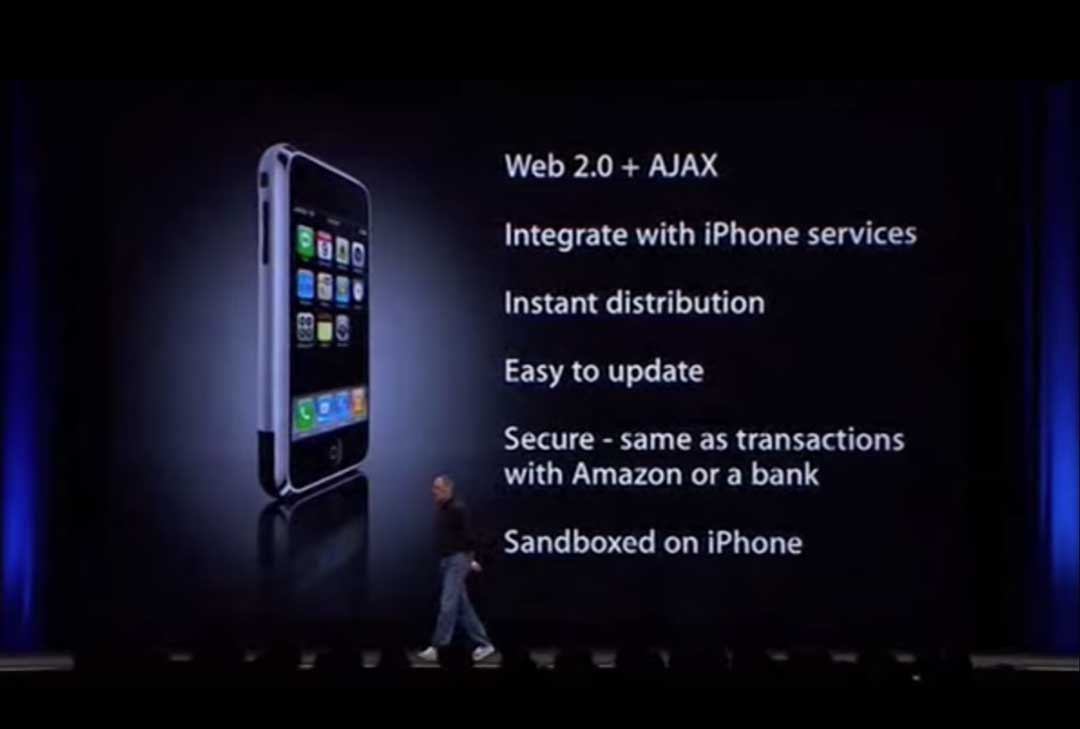 Web 2.0 + AJAX
Integrate with iPhone services
Instant distribution
Easy to update
Secure - same as transactions
with Amazon or a bank
Sandboxed on iPhone